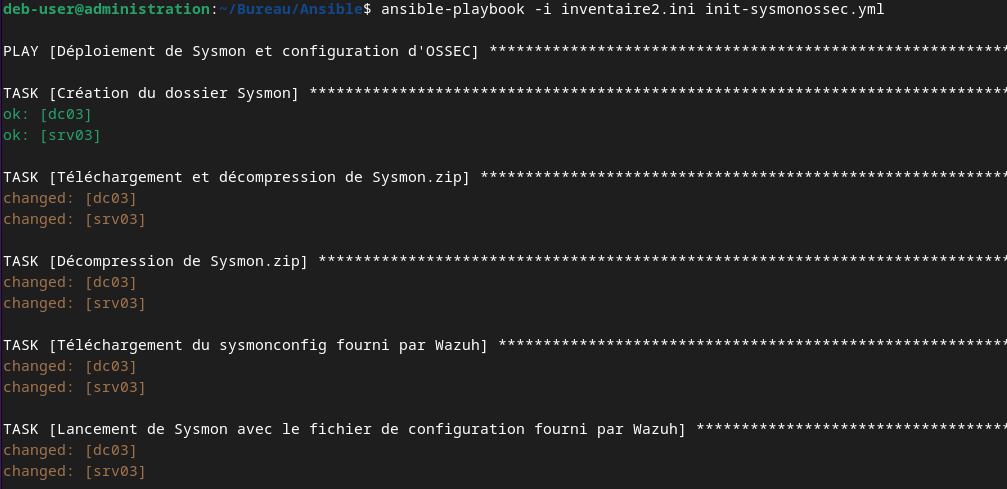 deb-user@administration:~/Bureau/Ansible$ ansible-playbook -i inventaire2.ini init-sysmonossec.yml
PLAY [Déploiement de Sysmon et configuration d'OSSEC] **********************************************************
TASK [Création du dossier Sysmon] ******************************************************************************
ok: [dc03]
ok: [srv03]
TASK [Téléchargement et décompression de Sysmon.zip] ***********************************************************
changed: [dc03]
changed: [srv03]
TASK [Décompression de Sysmon.zip] *****************************************************************************
changed: [dc03]
changed: [srv03]
TASK [Téléchargement du sysmonconfig fourni par Wazuh] *********************************************************
changed: [dc03]
changed: [srv03]
TASK [Lancement de Sysmon avec le fichier de configuration fourni par Wazuh] ***********************************
changed: [dc03]
changed: [srv03]